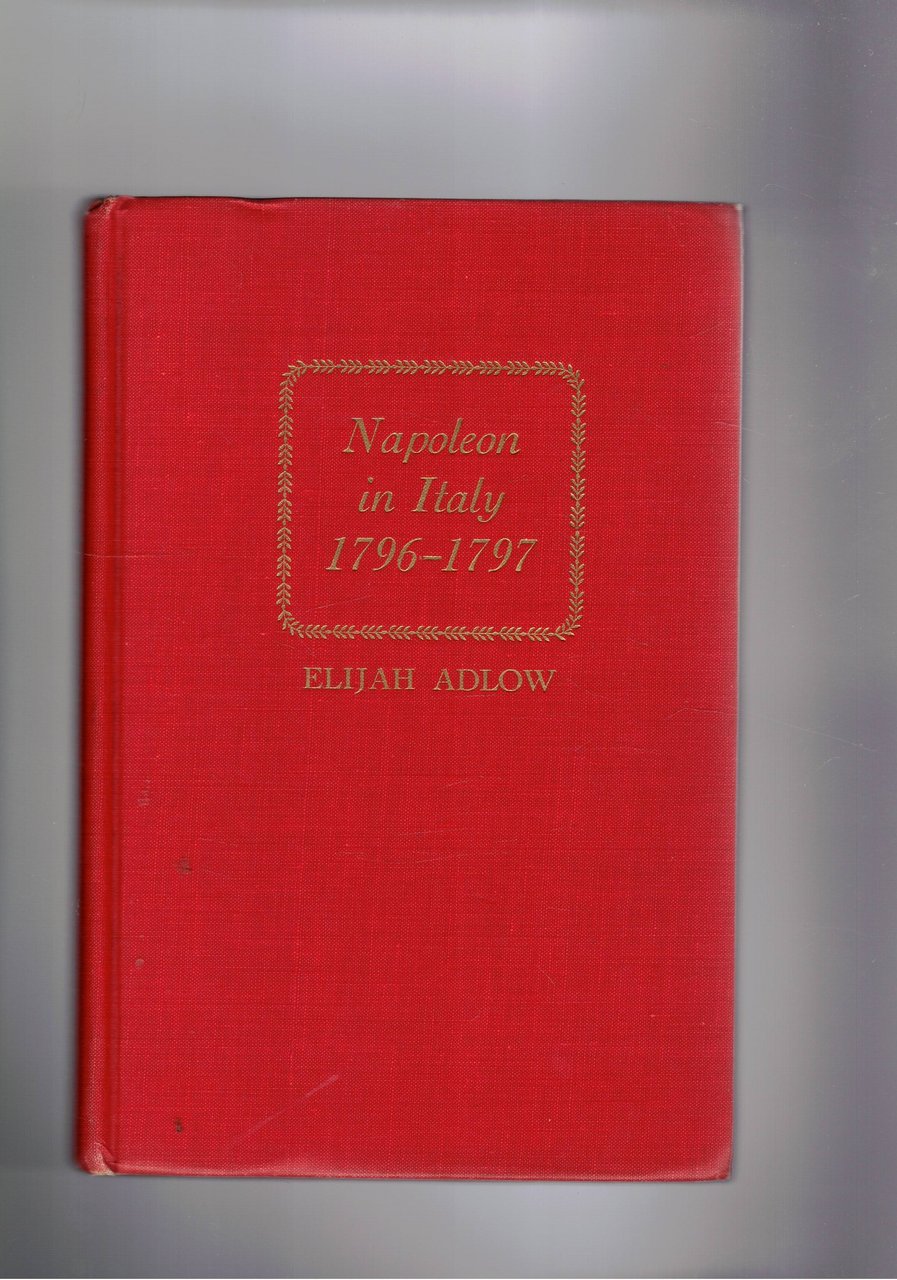 Napoleon
in Italy
1796–1797
ELIJAH ADLOW